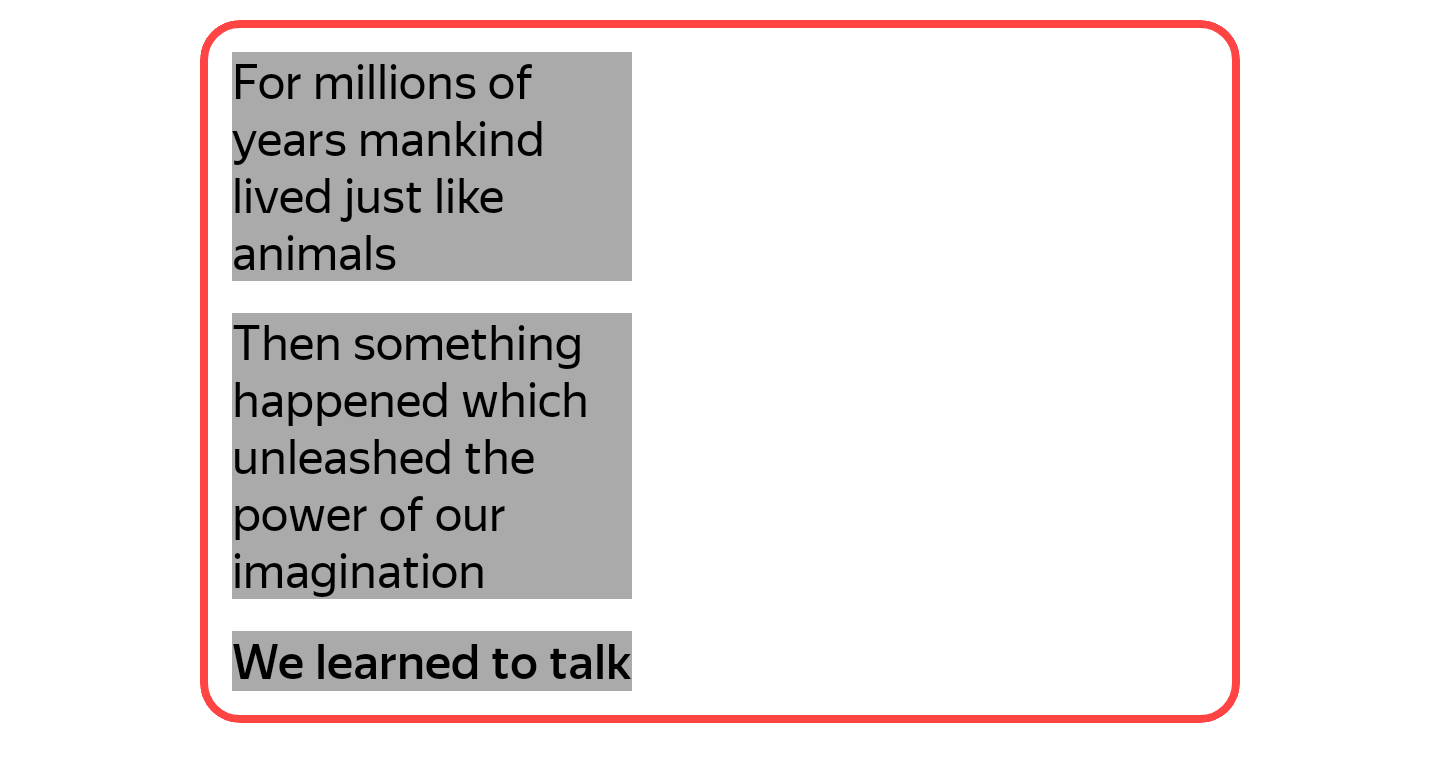 For millions of
years mankind
lived just like
animals
Then something
happened which
unleashed the
power of our
imagination
We learned to talk